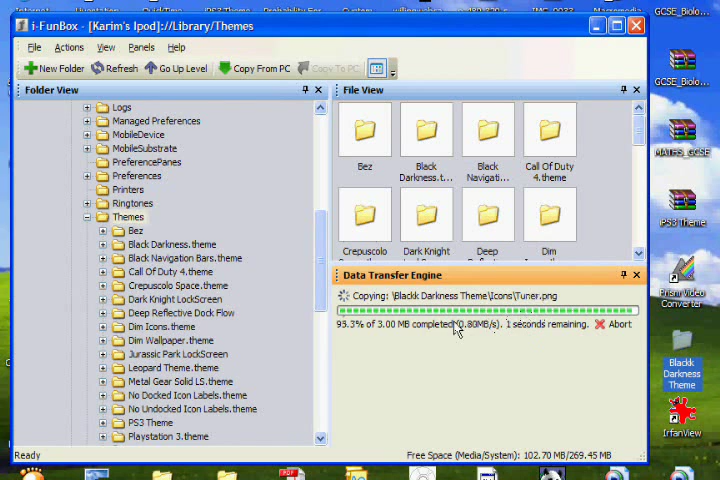 i-FunBox - [Karim's Ipod]://Library/Themes
File Actions View Panels Help
New Folder Refresh Go Up Level Copy From PC Copy To PC
Folder View
Logs
Managed Preferences
MobileDevice
MobileSubstrate
PreferencePanes
Preferences
Printers
Ringtones
Themes
Bez
Black Darkness.theme
Black Navigation Bars.theme
Call Of Duty 4.theme
Crepuscolo Space.theme
Dark Knight LockScreen
Deep Reflective Dock Flow
Dim Icons.theme
Dim Wallpaper.theme
Jurassic Park LockScreen
Leopard Theme.theme
Metal Gear Solid LS.theme
No Docked Icon Labels.theme
No Undocked Icon Labels.theme
PS3 Theme
Playstation 3.theme
File View
Bez
Black
Darkness.t...
Black
Navigati...
Call Of Duty
4.theme
Crepuscolo
Dark Knight
Deep
Dim
Data Transfer Engine
Copying: \Blackk Darkness Theme\Icons\Tuner.png
95.3% of 3.00 MB completed (0.80MB/s). 1 seconds remaining. Abort
Ready
Free Space (Media/System): 102.70 MB/269.45 MB
GCSE_Biolo...
GCSE_Biolo...
MATHS_GCSE
iPS3 Theme
Prism Video
Converter
Blackk
Darkness
Theme
IrfanView